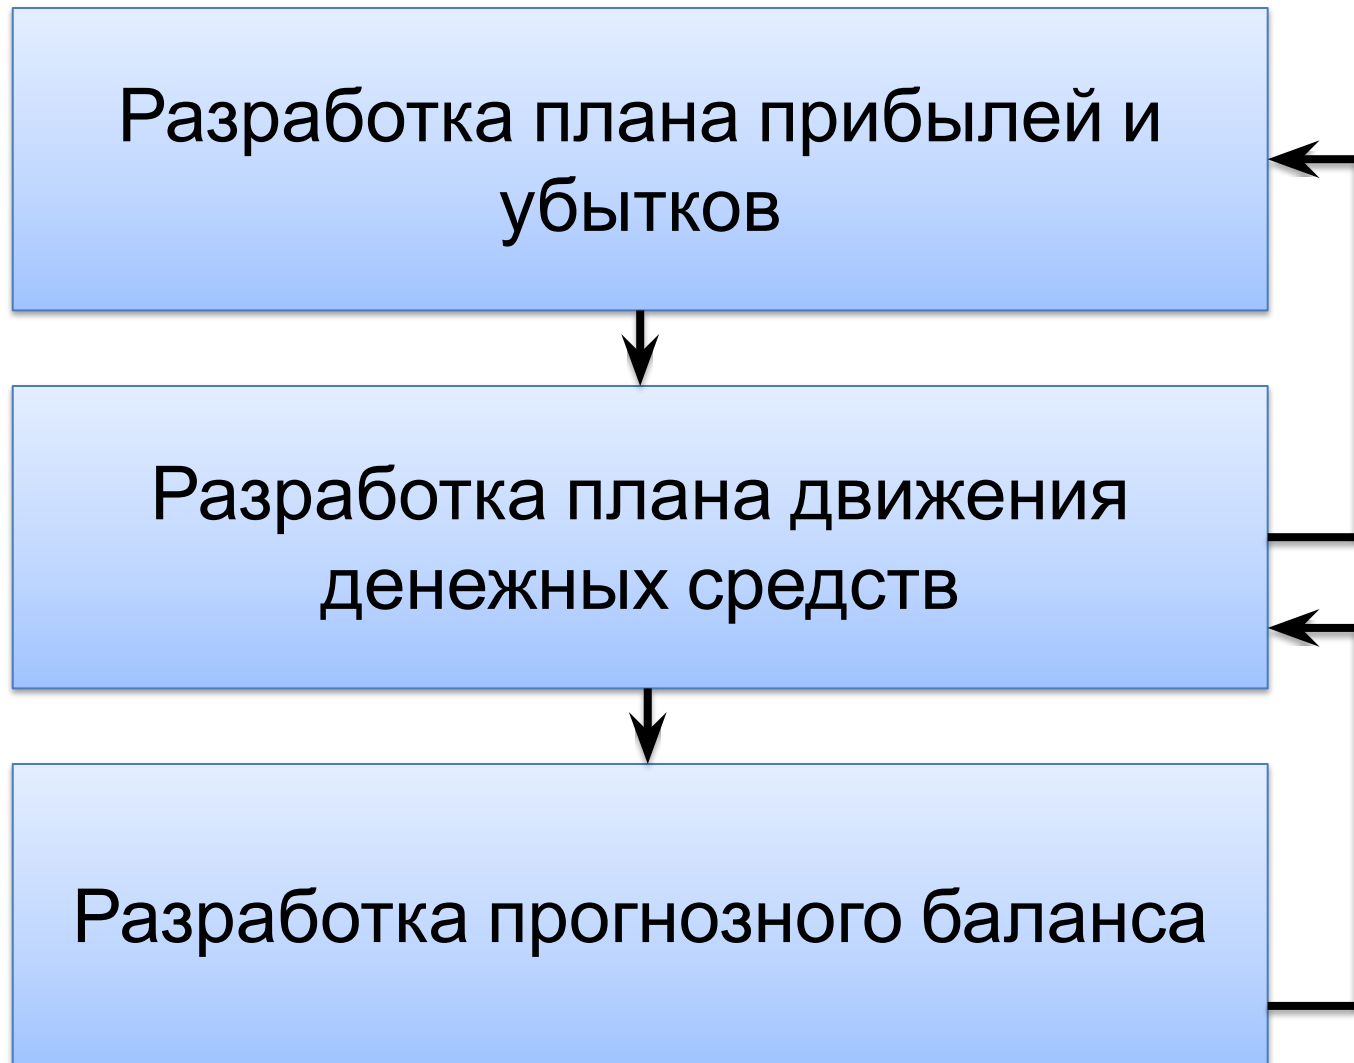 Разработка плана прибылей и
убытков
Разработка плана движения
денежных средств
Разработка прогнозного баланса